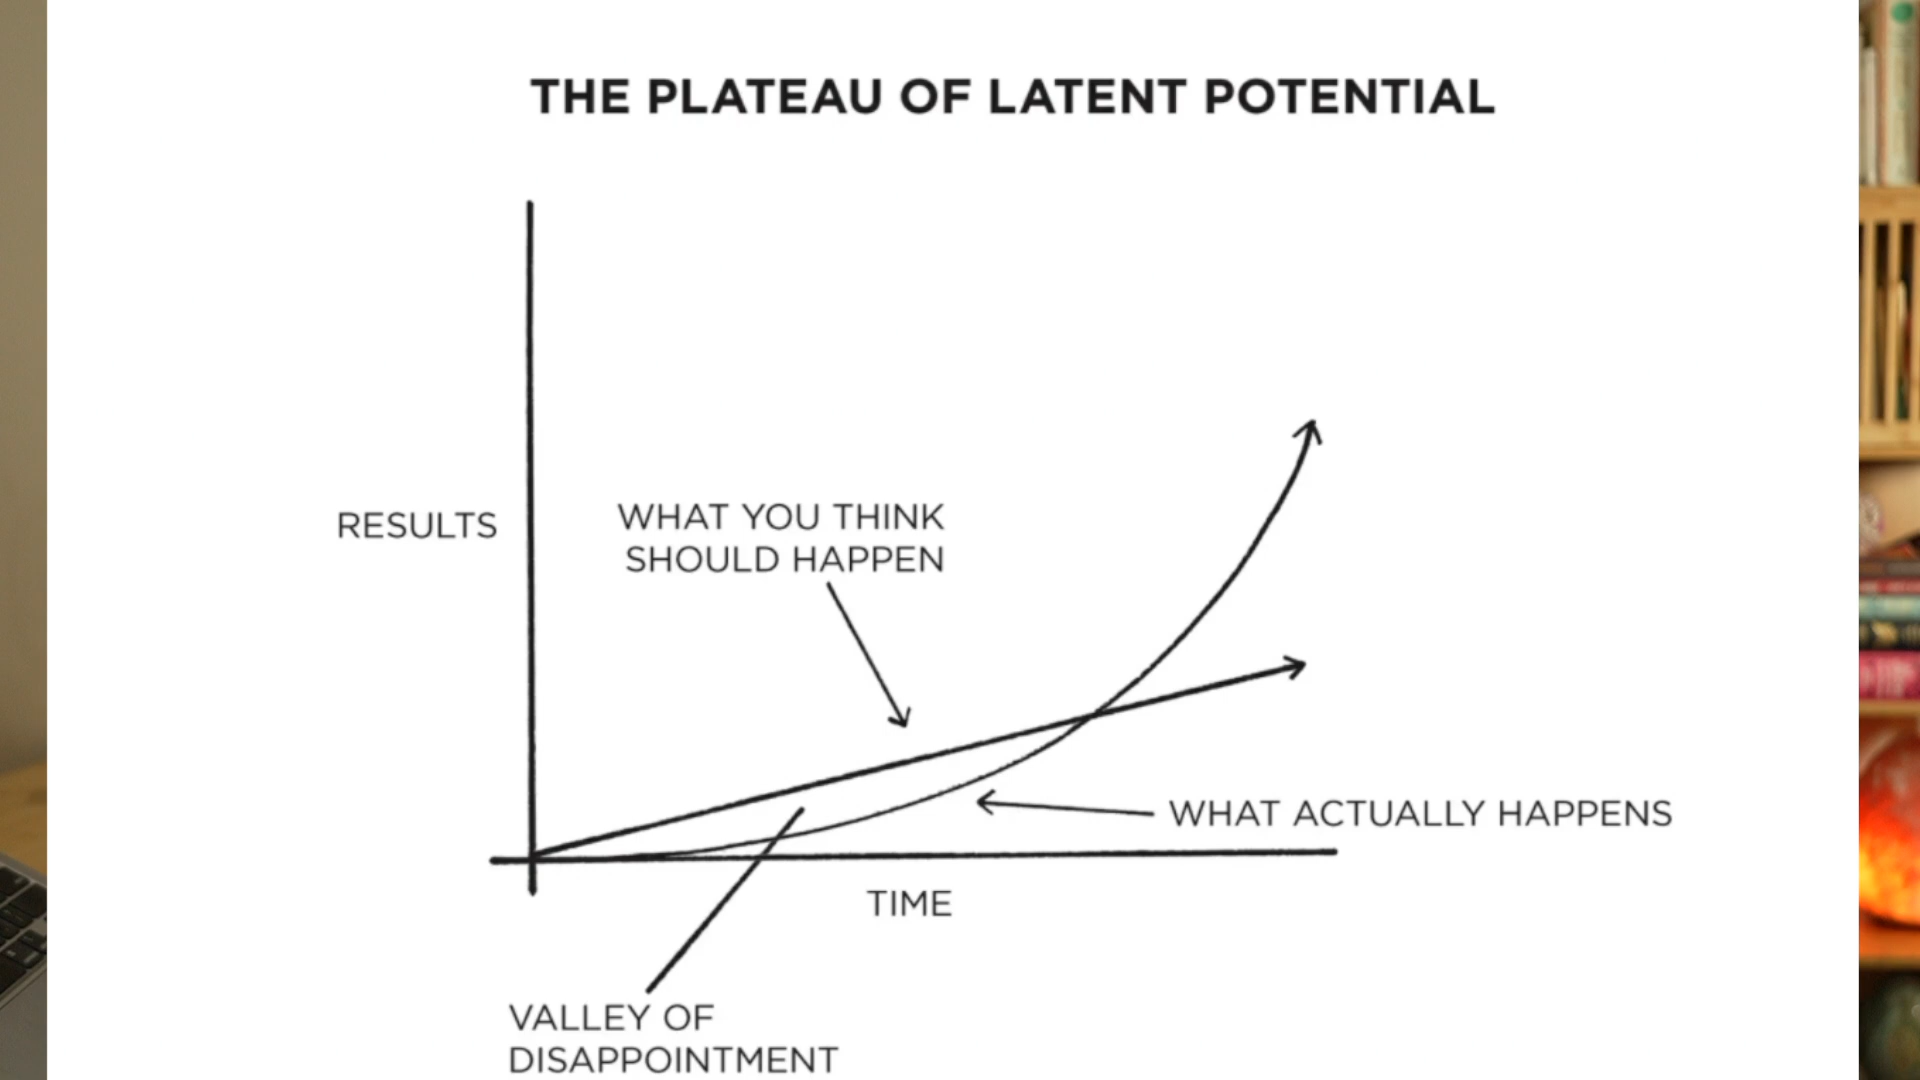 THE PLATEAU OF LATENT POTENTIAL
RESULTS
WHAT YOU THINK
SHOULD HAPPEN
WHAT ACTUALLY HAPPENS
TIME
VALLEY OF
DISAPPOINTMENT